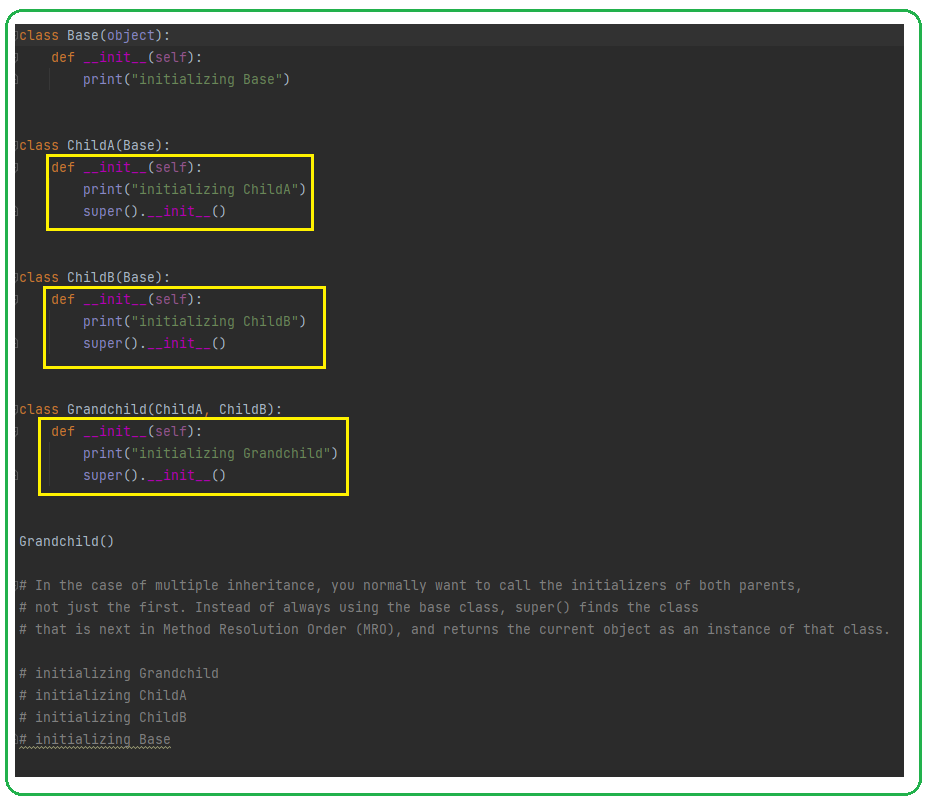 class Base(object):
    def __init__(self):
        print("initializing Base")
class ChildA(Base):
    def __init__(self):
        print("initializing ChildA")
        super().__init__()
class ChildB(Base):
    def __init__(self):
        print("initializing ChildB")
        super().__init__()
class Grandchild(ChildA, ChildB):
    def __init__(self):
        print("initializing Grandchild")
        super().__init__()
Grandchild()
# In the case of multiple inheritance, you normally want to call the initializers of both parents,
# not just the first. Instead of always using the base class, super() finds the class
# that is next in Method Resolution Order (MRO), and returns the current object as an instance of that class.
# initializing Grandchild
# initializing ChildA
# initializing ChildB
# initializing Base